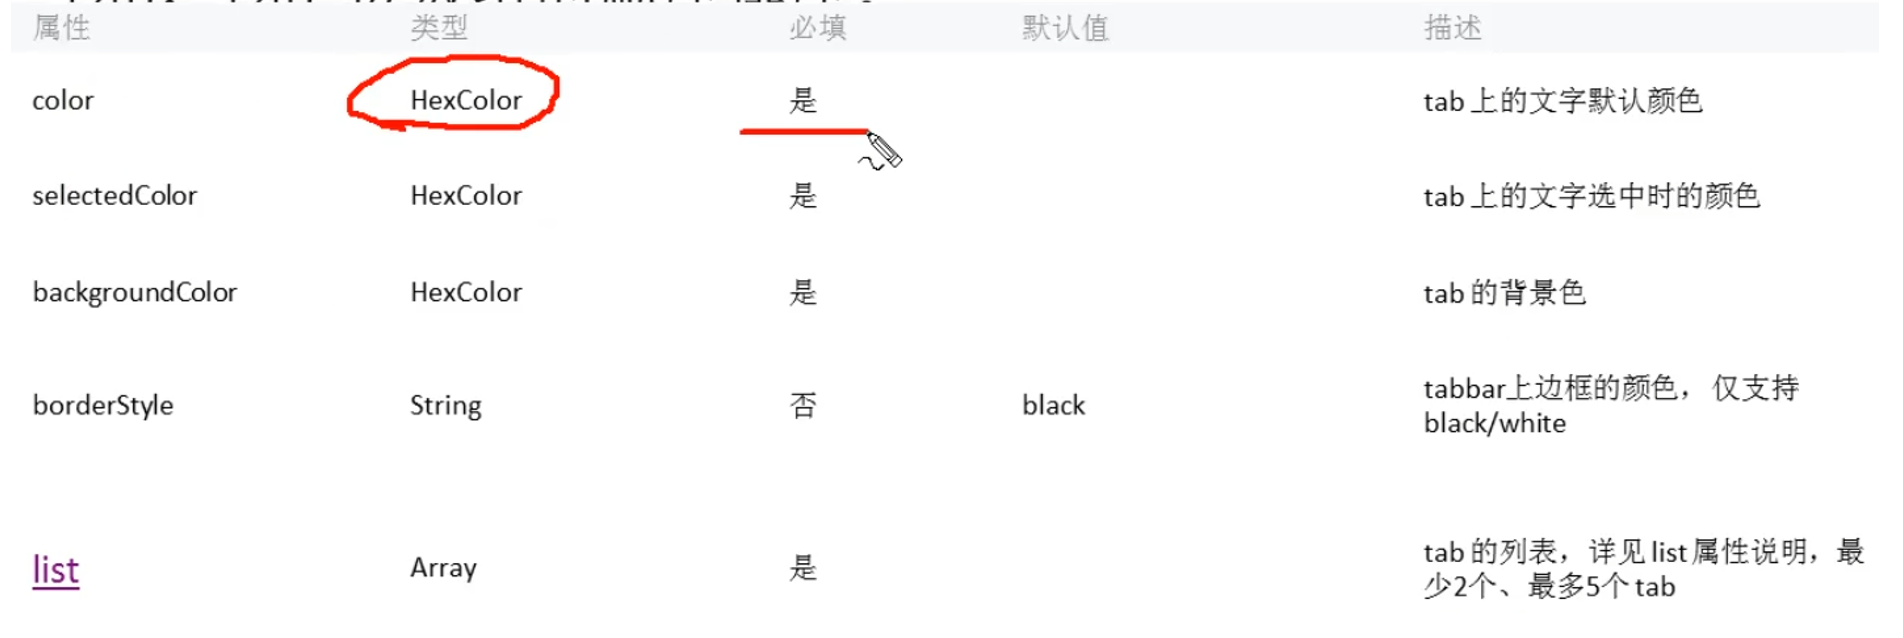 属性 类型 必填 默认值 描述
color HexColor 是 tab 上的文字默认颜色
selectedColor HexColor 是 tab 上的文字选中时的颜色
backgroundColor HexColor 是 tab 的背景色
borderStyle String 否 black tabbar上边框的颜色，仅支持
black/white
list Array 是 tab 的列表，详见 list 属性说明，最
少2个、最多5个 tab